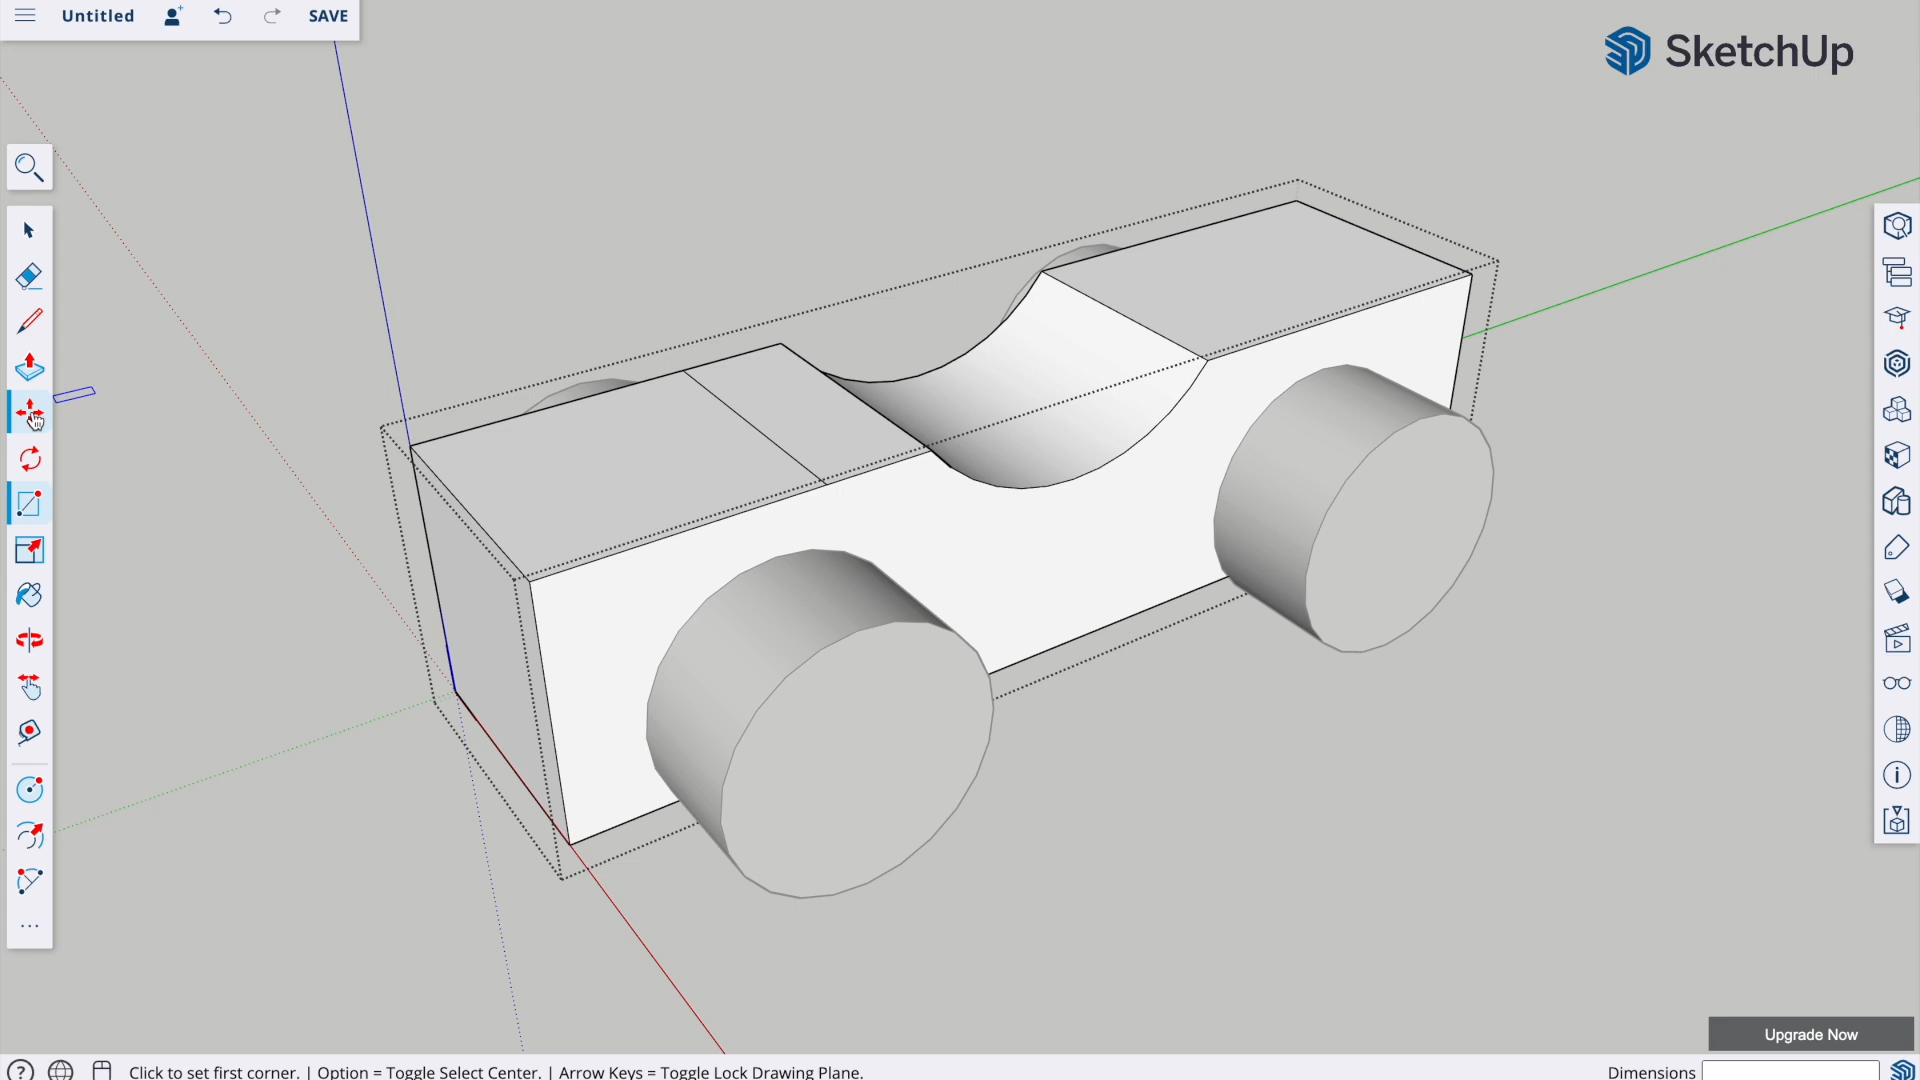 Untitled
SAVE
SketchUp
Upgrade Now
Click to set first corner. | Option = Toggle Select Center. | Arrow Keys = Toggle Lock Drawing Plane.
Dimensions